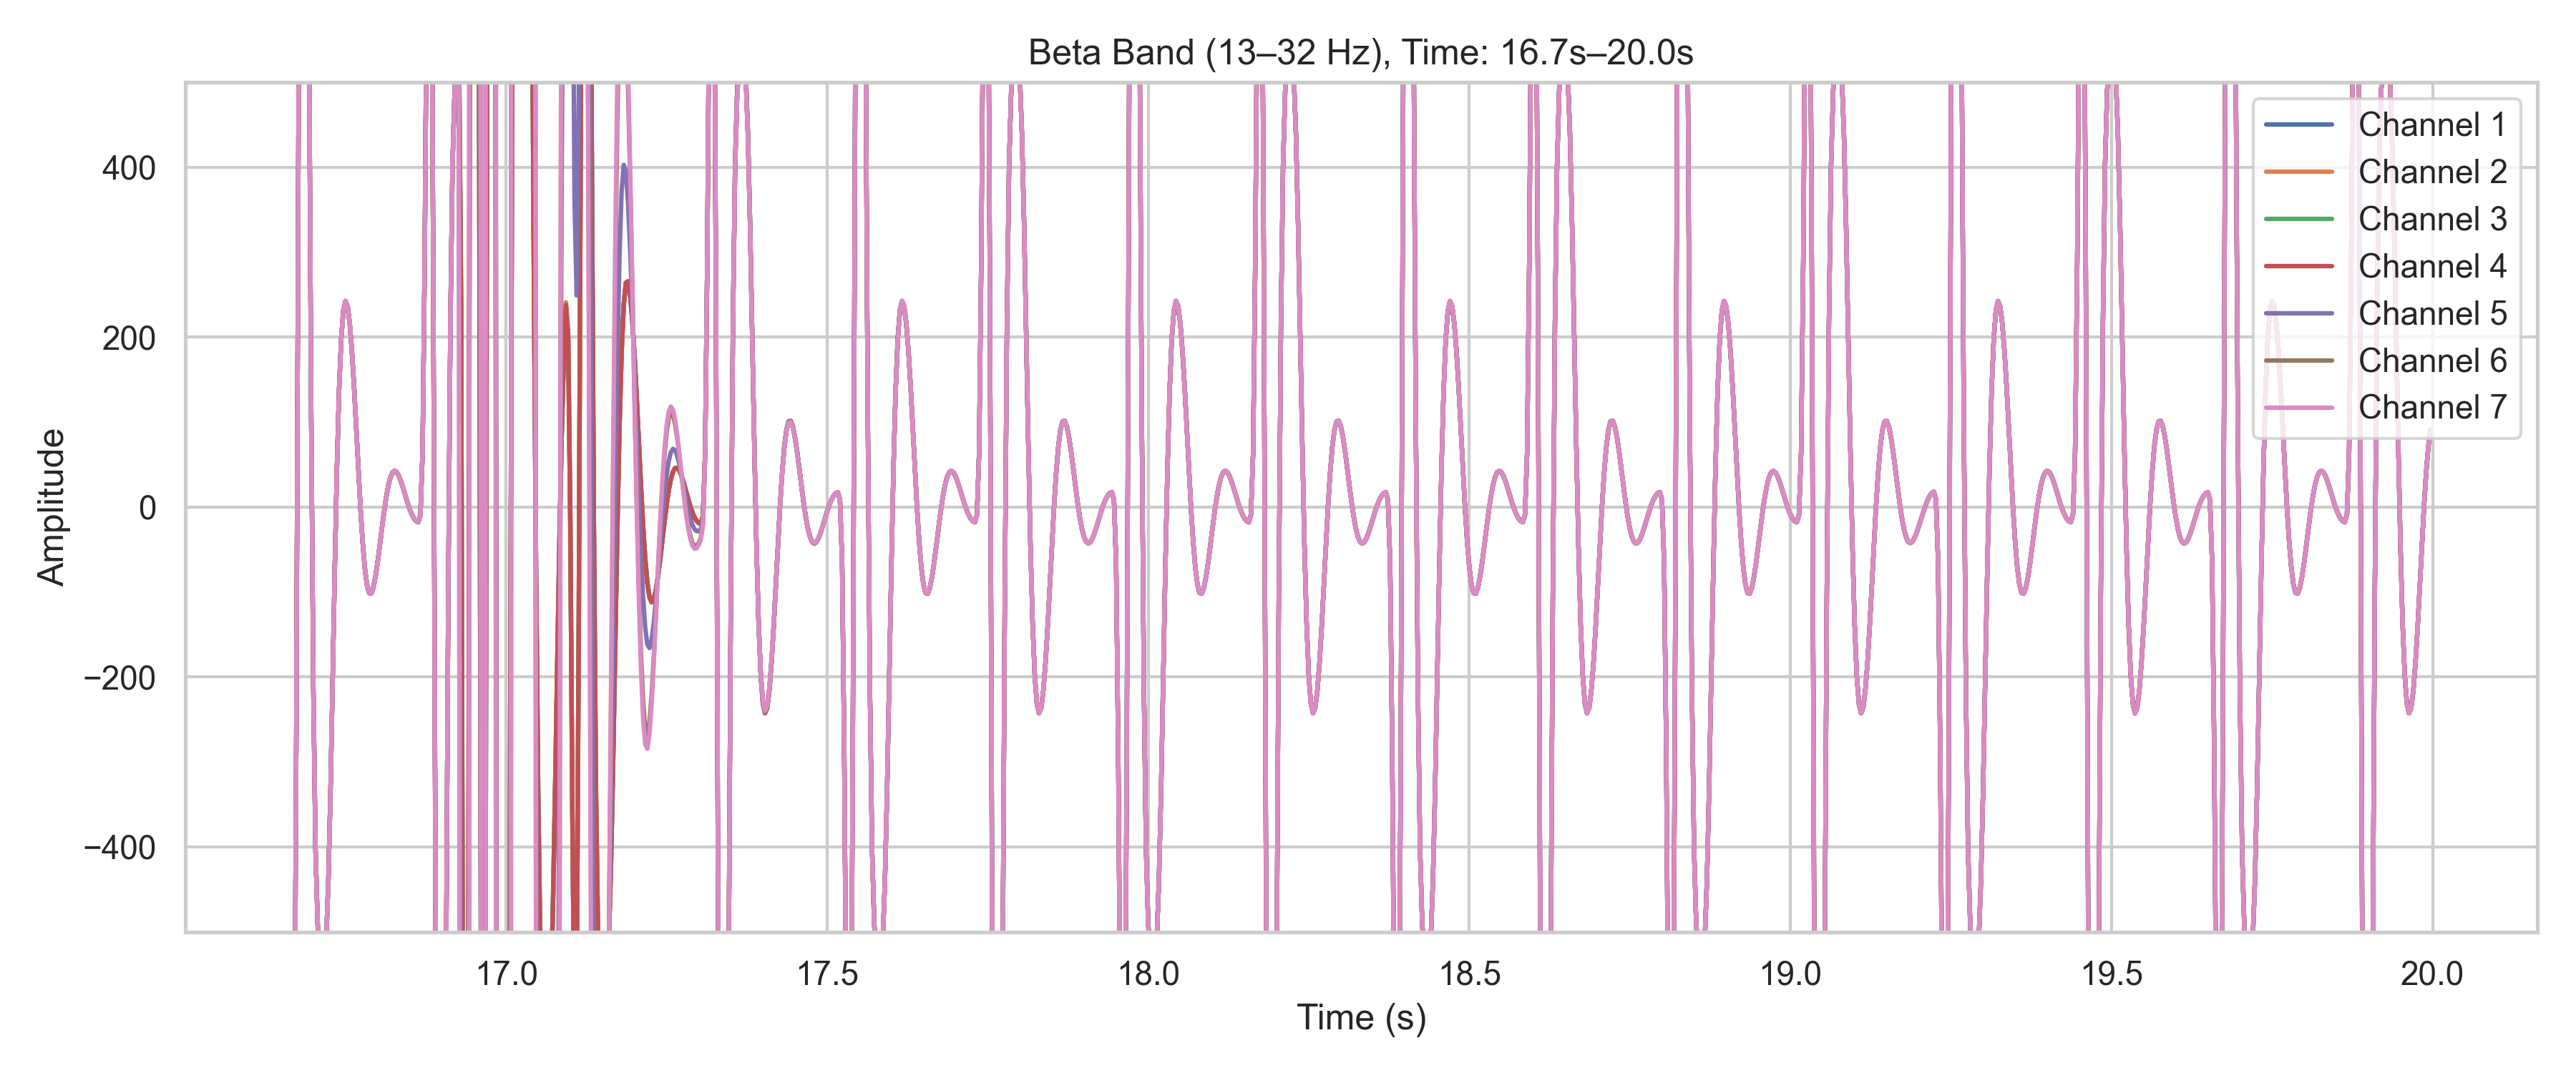 Beta Band (13–32 Hz), Time: 16.7s–20.0s
Amplitude
400
200
0
−200
−400
17.0
17.5
18.0
18.5
19.0
19.5
20.0
Time (s)
Channel 1
Channel 2
Channel 3
Channel 4
Channel 5
Channel 6
Channel 7